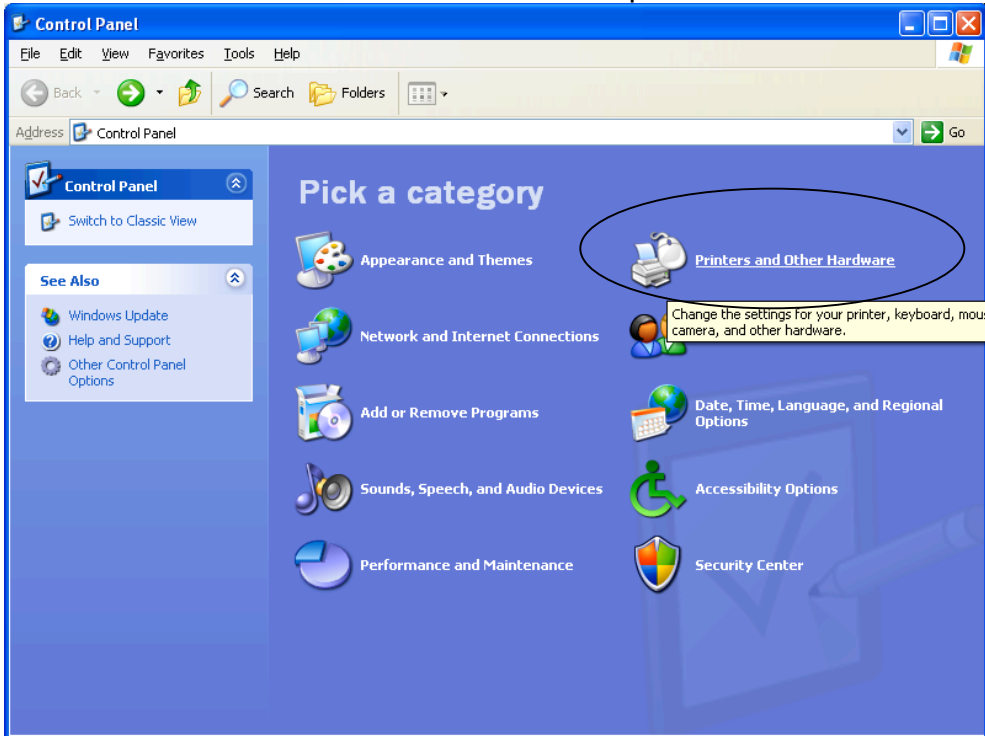 Control Panel
File Edit View Favorites Tools Help
Back Search Folders
Address Control Panel Go
Control Panel
Switch to Classic View
See Also
Windows Update
Help and Support
Other Control Panel
Options
Pick a category
Appearance and Themes
Printers and Other Hardware
Change the settings for your printer, keyboard, mou
camera, and other hardware.
Network and Internet Connections
Add or Remove Programs
Date, Time, Language, and Regional
Options
Sounds, Speech, and Audio Devices
Accessibility Options
Performance and Maintenance
Security Center